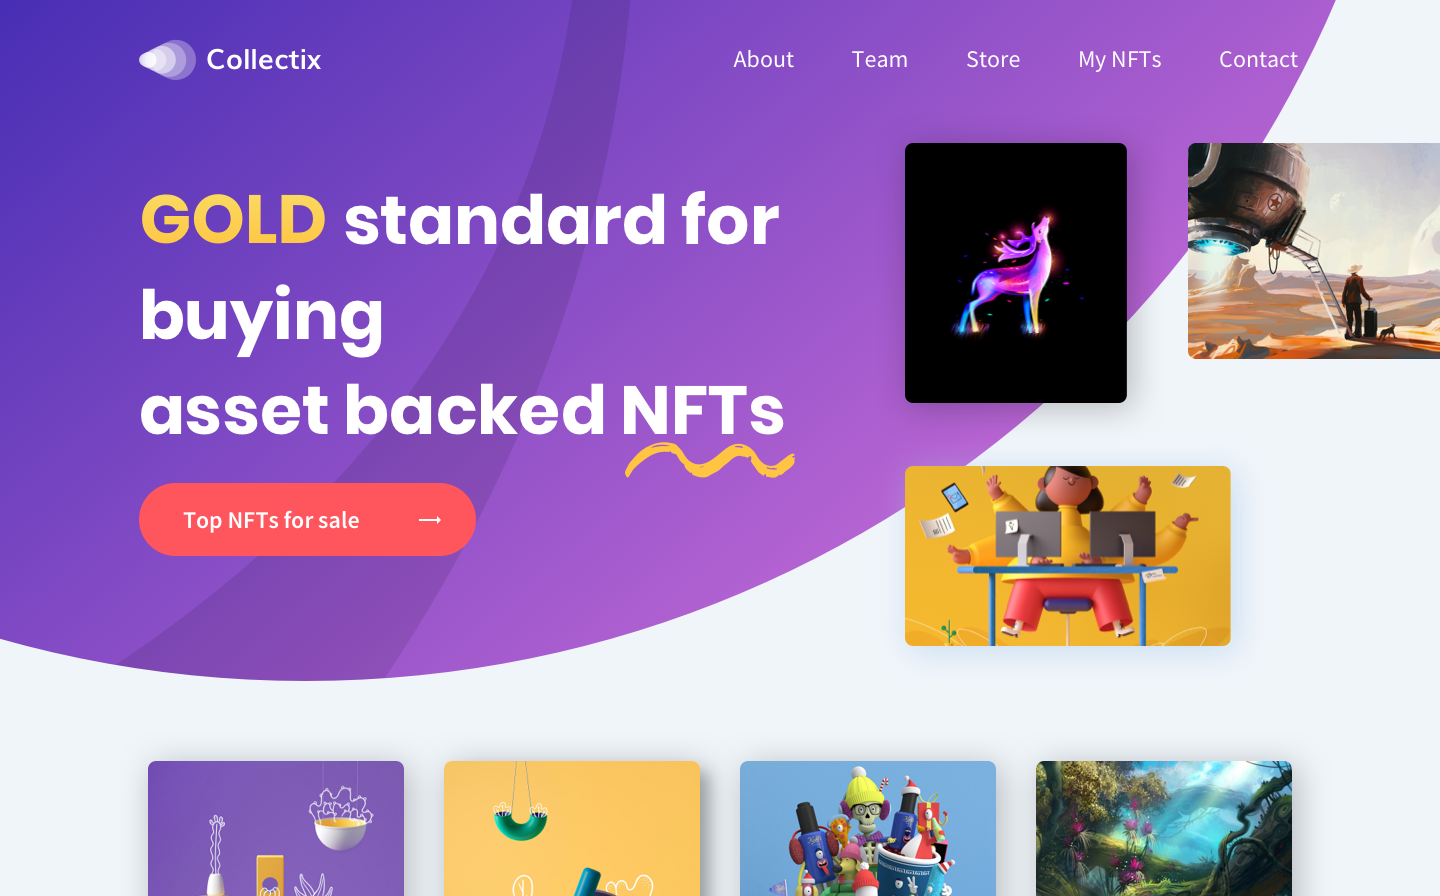 Collectix
About
Team
Store
My NFTs
Contact
GOLD standard for
buying
asset backed NFTs
Top NFTs for sale →